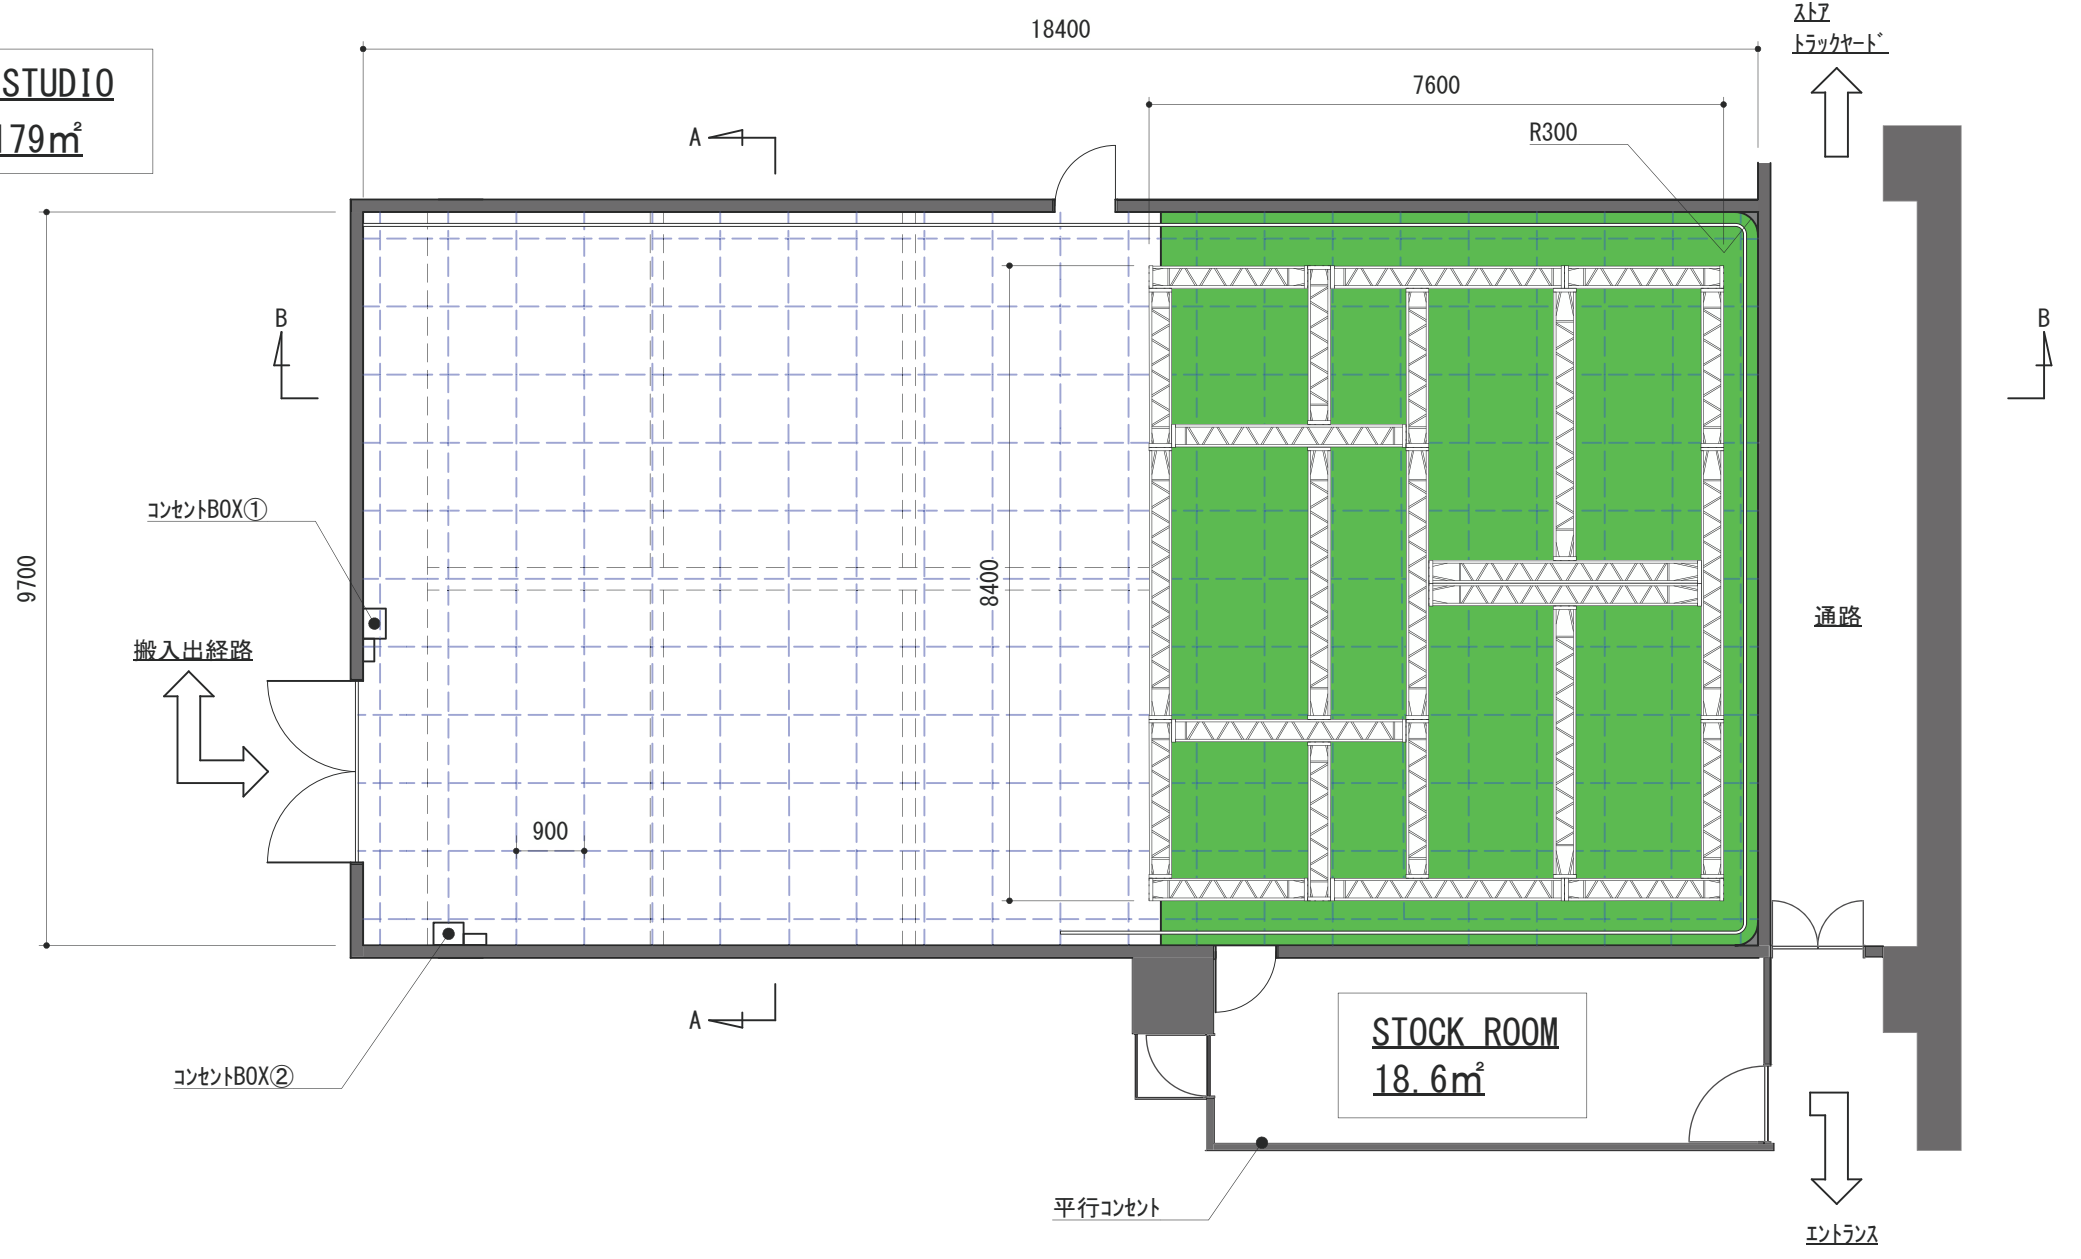 18400
ストア
トラックヤード
STUDIO
179㎡
7600
R300
A
B
B
コンセントBOX①
9700
8400
搬入出経路
通路
900
A
STOCK ROOM
18.6㎡
コンセントBOX②
平行コンセント
エントランス